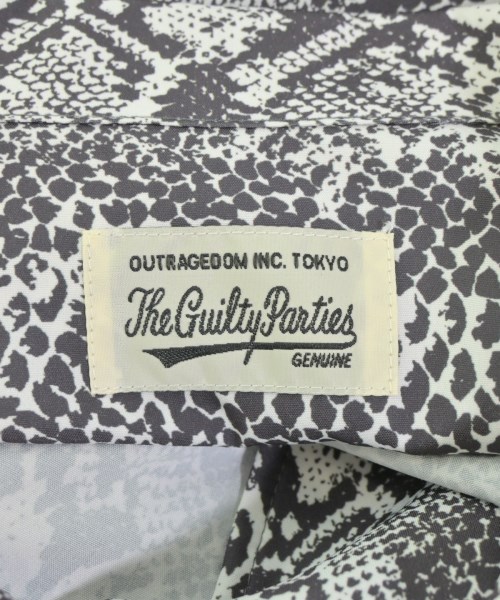 OUTRAGEDOM INC. TOKYO
The Guilty Parties
GENUINE